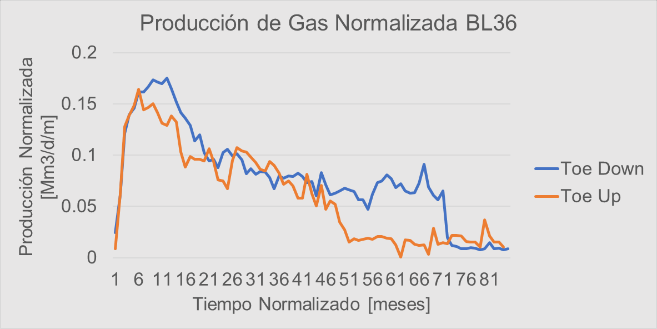 Producción de Gas Normalizada BL36
Producción Normalizada
[Mm3/d/m]
0.2
0.15
0.1
0.05
0
1 6 11 16 21 26 31 36 41 46 51 56 61 66 71 76 81
Tiempo Normalizado [meses]
Toe Down
Toe Up